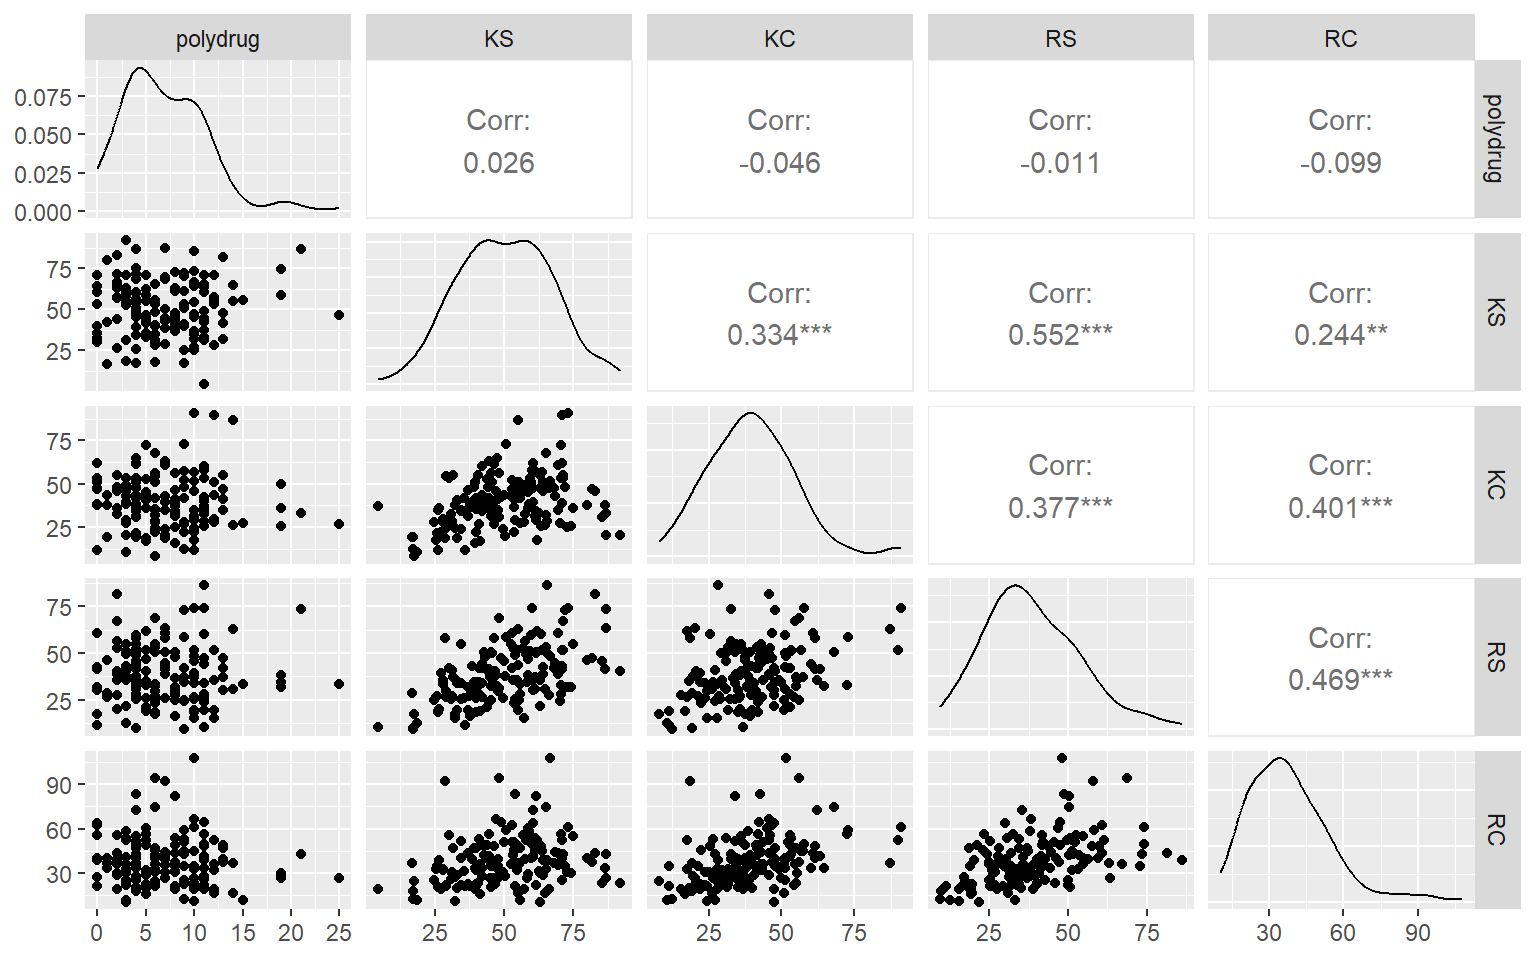 polydrug KS KC RS RC
0.075
0.050
0.025
0.000
Corr:
0.026
Corr:
-0.046
Corr:
-0.011
Corr:
-0.099
polydrug
75
50
25
Corr:
0.334***
Corr:
0.552***
Corr:
0.244**
KS
75
50
25
Corr:
0.377***
Corr:
0.401***
KC
75
50
25
Corr:
0.469***
RS
90
60
30
RC
0 5 10 15 20 25 25 50 75 25 50 75 25 50 75 30 60 90